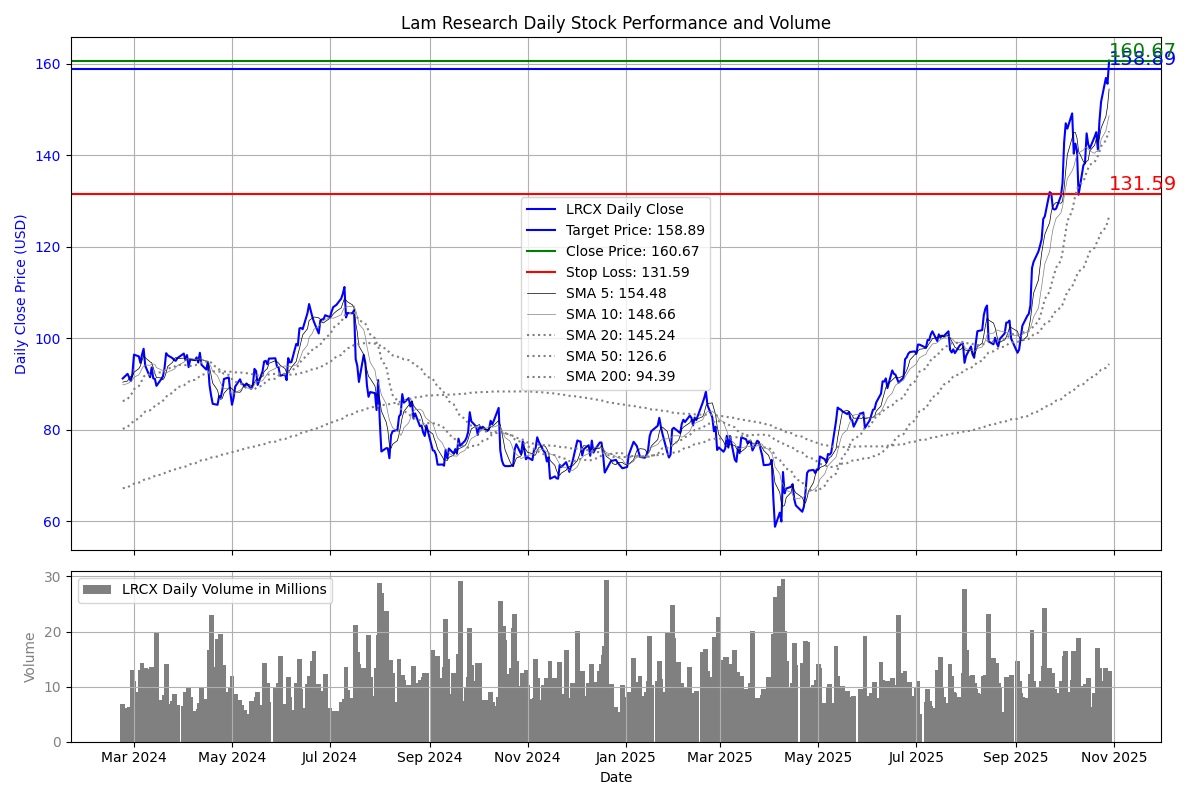 Lam Research Daily Stock Performance and Volume
160.67
158.89
131.59
Daily Close Price (USD)
160
140
120
100
80
60
LRCX Daily Close
Target Price: 158.89
Close Price: 160.67
Stop Loss: 131.59
SMA 5: 154.48
SMA 10: 148.66
SMA 20: 145.24
SMA 50: 126.6
SMA 200: 94.39
LRCX Daily Volume in Millions
Volume
30
20
10
0
Mar 2024 May 2024 Jul 2024 Sep 2024 Nov 2024 Jan 2025 Mar 2025 May 2025 Jul 2025 Sep 2025 Nov 2025
Date